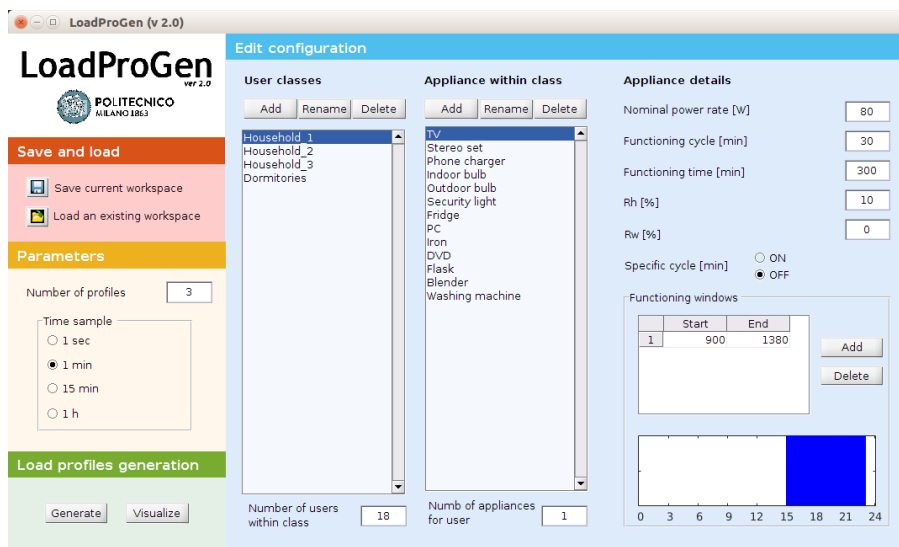 LoadProGen (v 2.0)
LoadProGen
ver 2.0
POLITECNICO
MILANO 1863
Save and load
Save current workspace
Load an existing workspace
Parameters
Number of profiles 3
Time sample
1 sec
1 min
15 min
1 h
Load profiles generation
Generate Visualize
Edit configuration
User classes
Add Rename Delete
Household_1
Household_2
Household_3
Dormitories
Number of users
within class 18
Appliance within class
Add Rename Delete
TV
Stereo set
Phone charger
Indoor bulb
Outdoor bulb
Security light
Fridge
PC
Iron
DVD
Flask
Blender
Washing machine
Numb of appliances
for user 1
Appliance details
Nominal power rate [W] 80
Functioning cycle [min] 30
Functioning time [min] 300
Rh [%] 10
Rw [%] 0
Specific cycle [min]
ON
OFF
Functioning windows
Start End
1 900 1380
Add
Delete
0 3 6 9 12 15 18 21 24